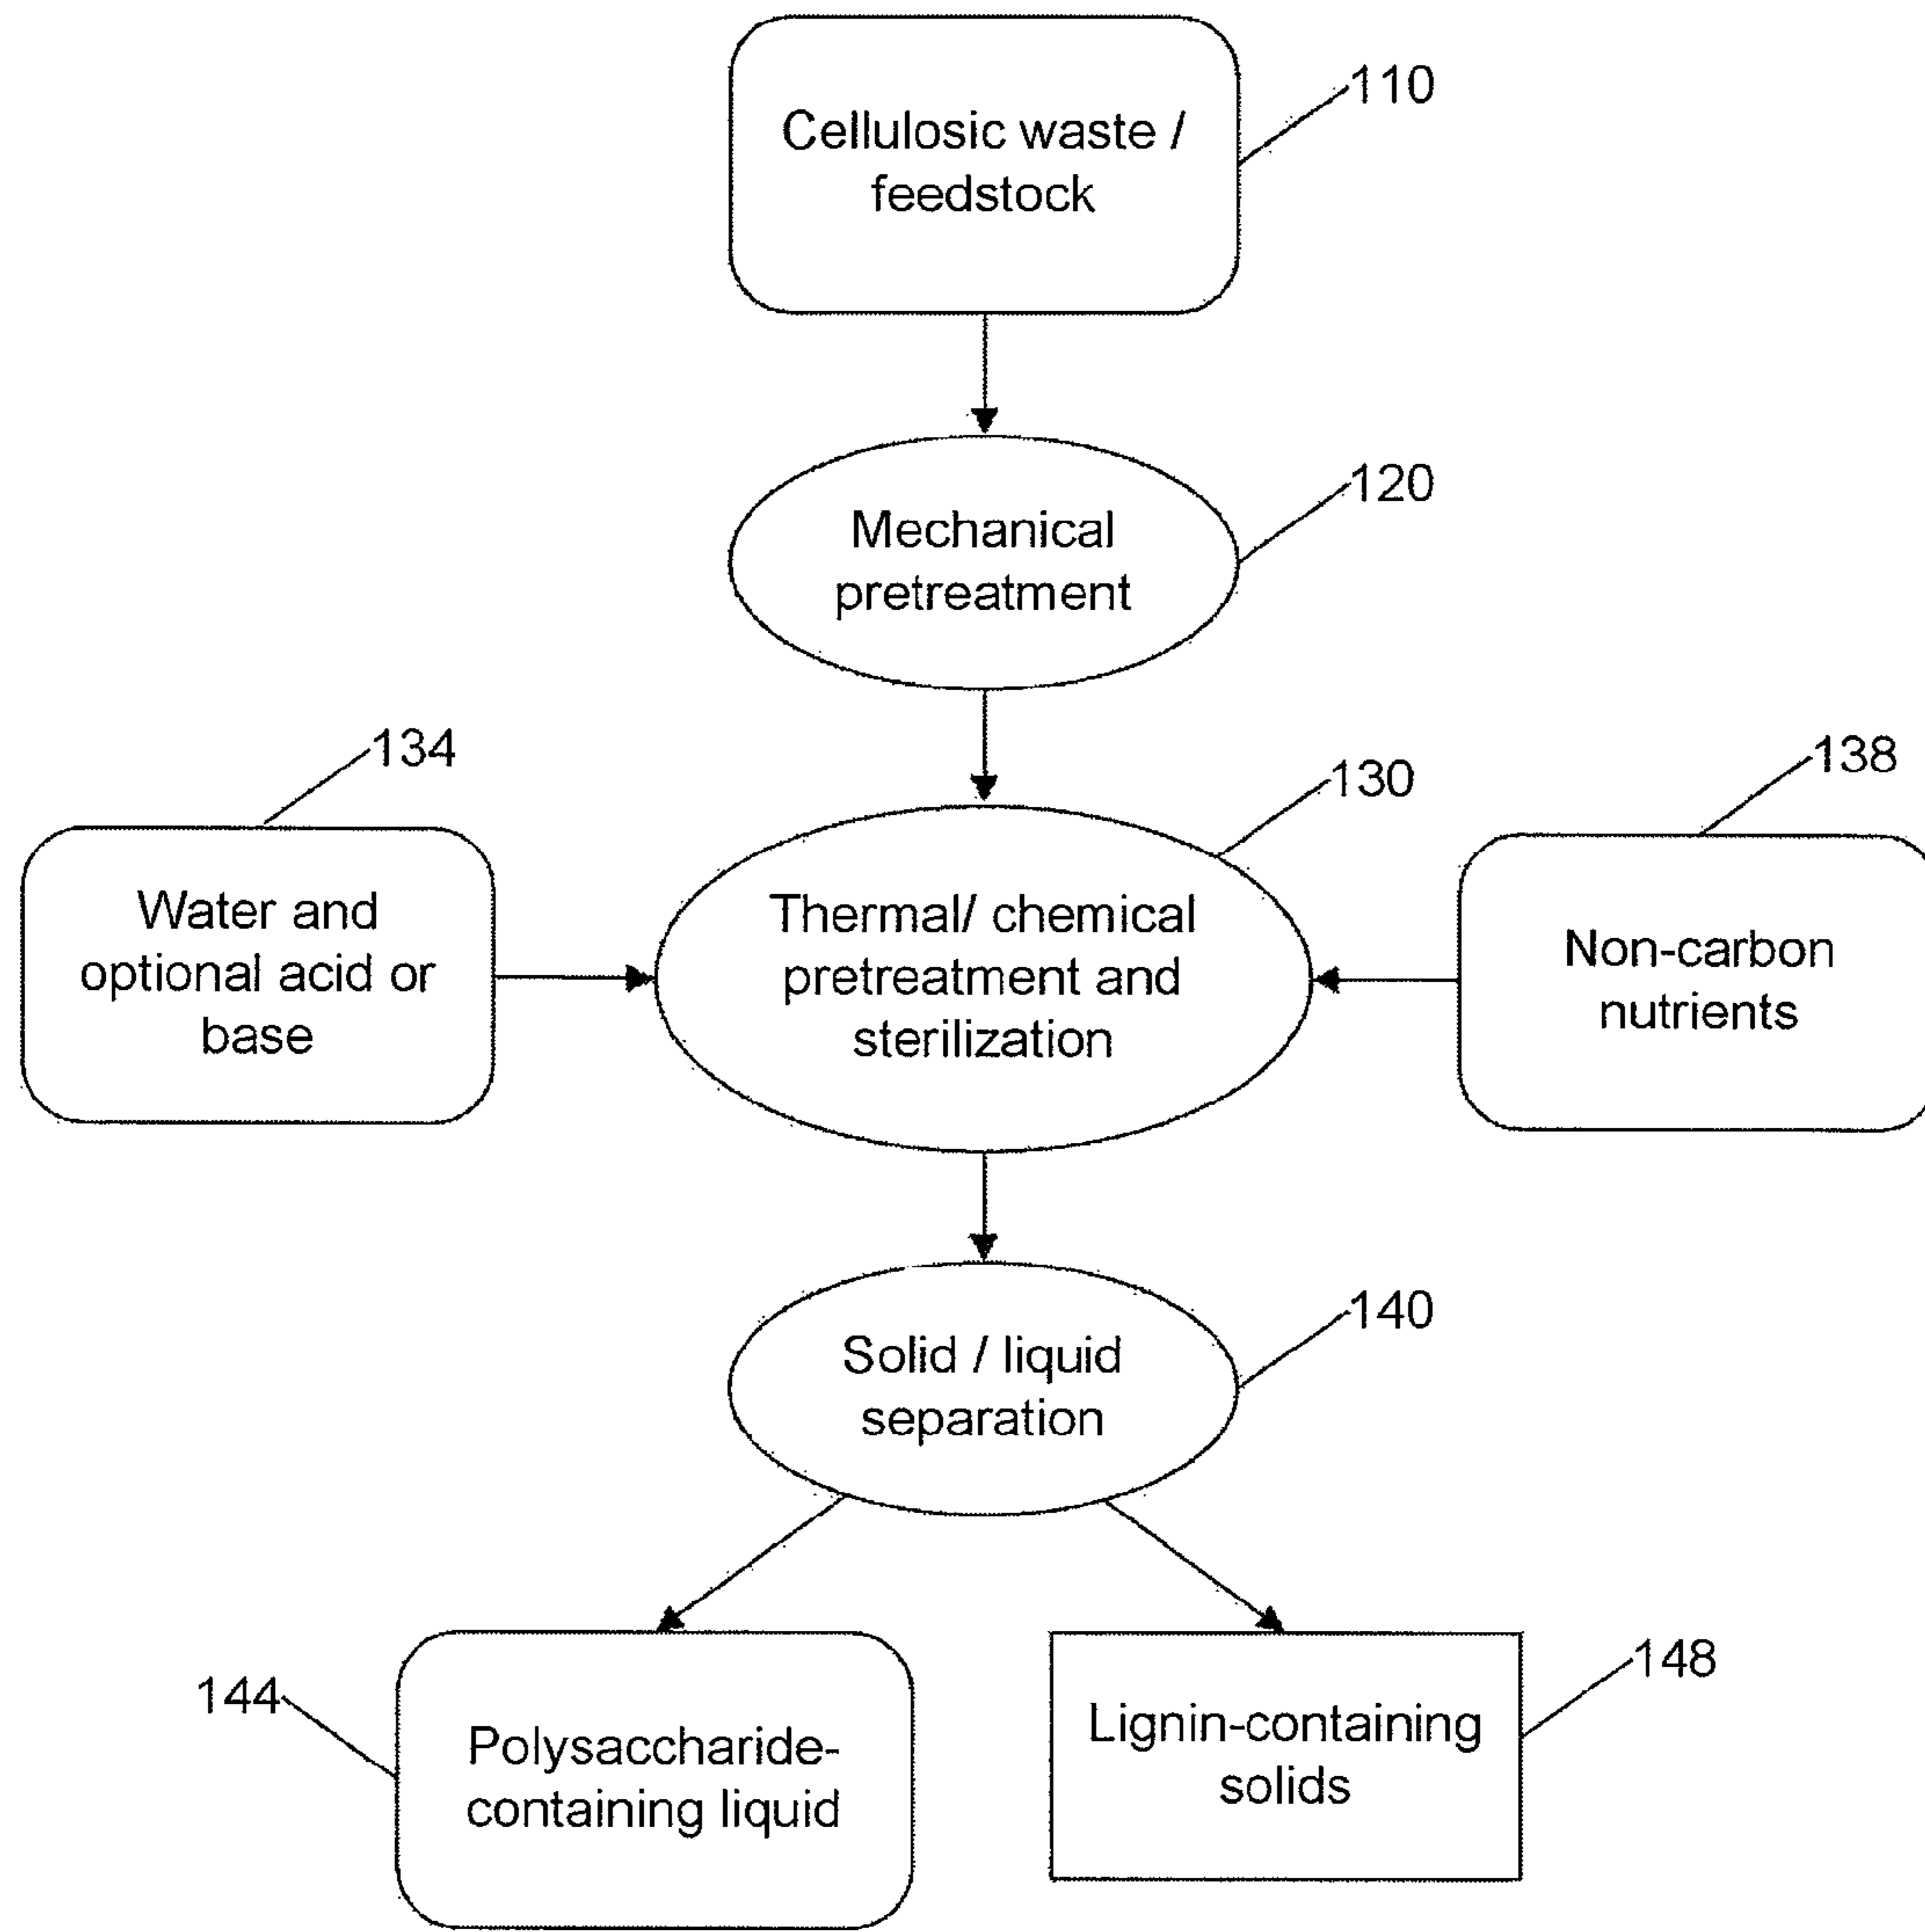 Cellulosic waste /
feedstock
110
Mechanical
pretreatment
120
134
Water and
optional acid or
base
130
Thermal/ chemical
pretreatment and
sterilization
138
Non-carbon
nutrients
Solid / liquid
separation
140
144
Polysaccharide-
containing liquid
Lignin-containing
solids
148